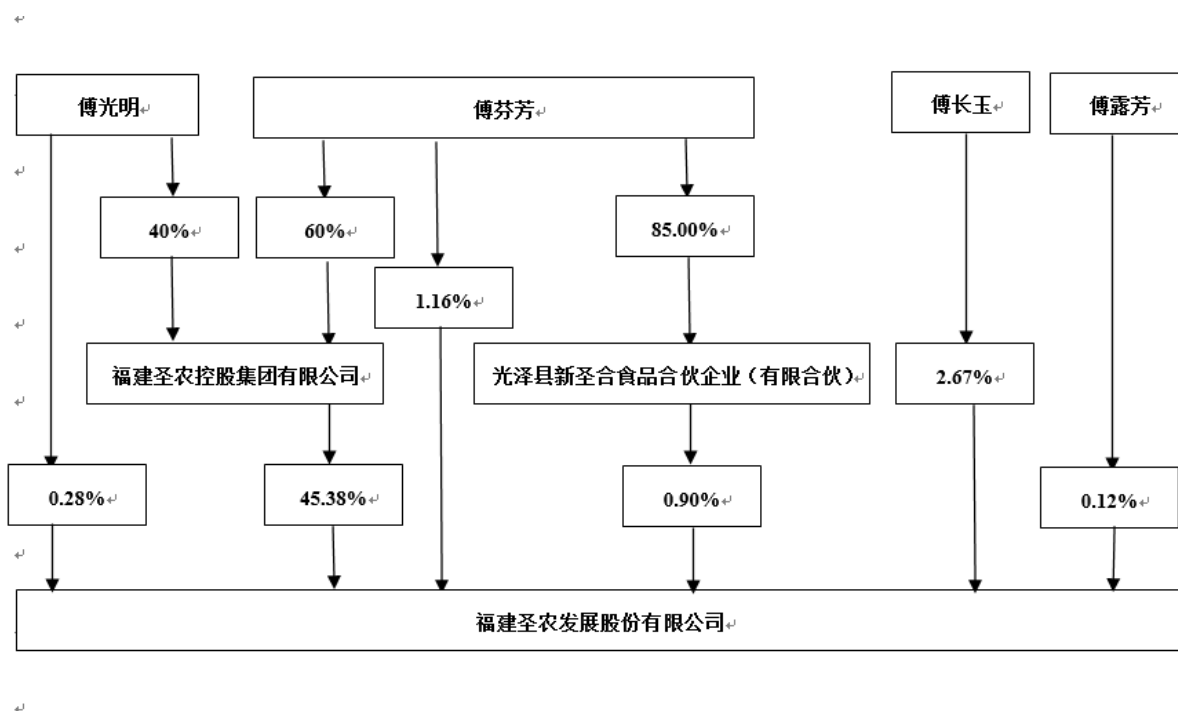 傅光明
傅芬芳
傅长玉
傅露芳
40%
60%
85.00%
1.16%
福建圣农控股集团有限公司
光泽县新圣合食品合伙企业（有限合伙）
2.67%
0.28%
45.38%
0.90%
0.12%
福建圣农发展股份有限公司